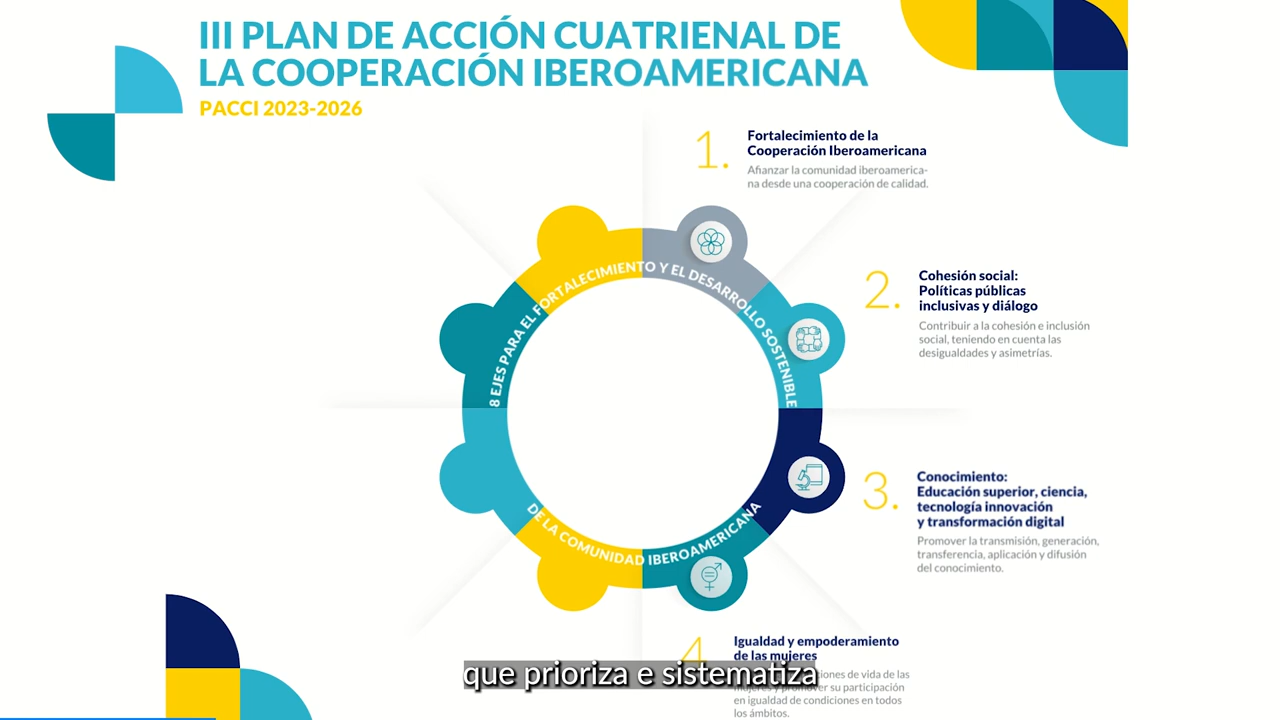 III PLAN DE ACCIÓN CUATRIENAL DE
LA COOPERACIÓN IBEROAMERICANA
PACCI 2023-2026
1.
Fortalecimiento de la
Cooperación Iberoamericana
Afianzar la comunidad iberoamerica-
na desde una cooperación de calidad.
8 EJES PARA EL FORTALECIMIENTO Y EL DESARROLLO SOSTENIBLE
DE LA COMUNIDAD IBEROAMERICANA
2.
Cohesión social:
Políticas públicas
inclusivas y diálogo
Contribuir a la cohesión e inclusión
social, teniendo en cuenta las
desigualdades y asimetrías.
3.
Conocimiento:
Educación superior, ciencia,
tecnología innovación
y transformación digital
Promover la transmisión, generación,
transferencia, aplicación y difusión
del conocimiento.
4
Igualdad y empoderamiento
de las mujeres
de vida de las
mujeres y promover su participación
en igualdad de condiciones en todos
los ámbitos.
que prioriza e sistematiza